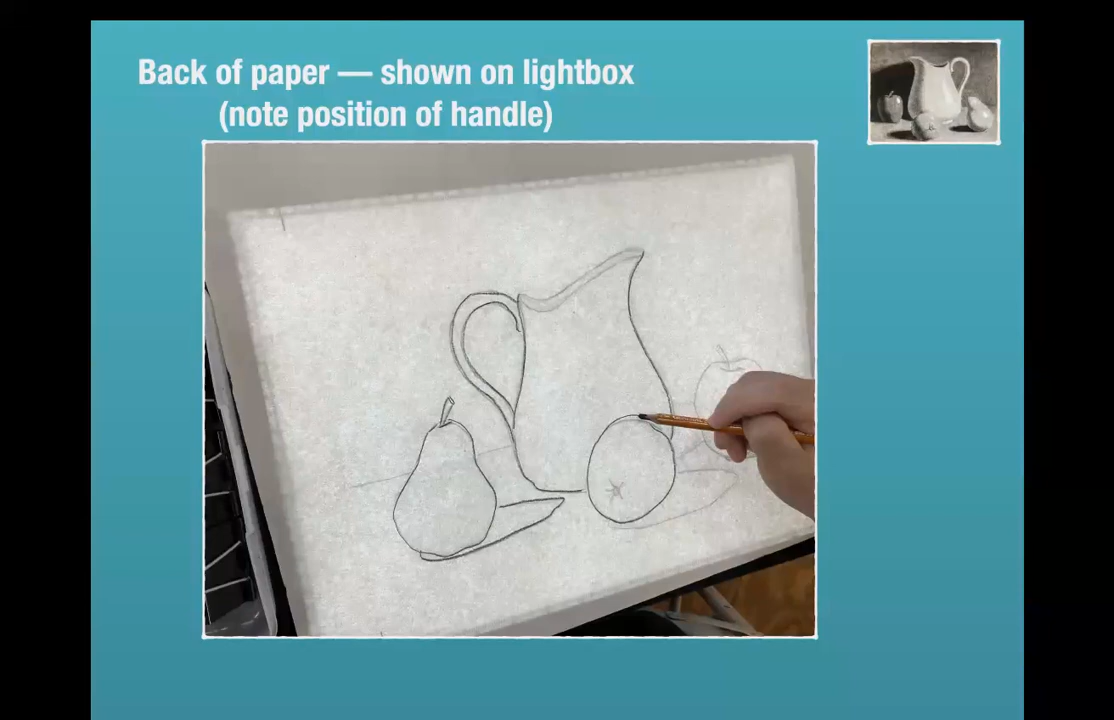 Back of paper — shown on lightbox
(note position of handle)